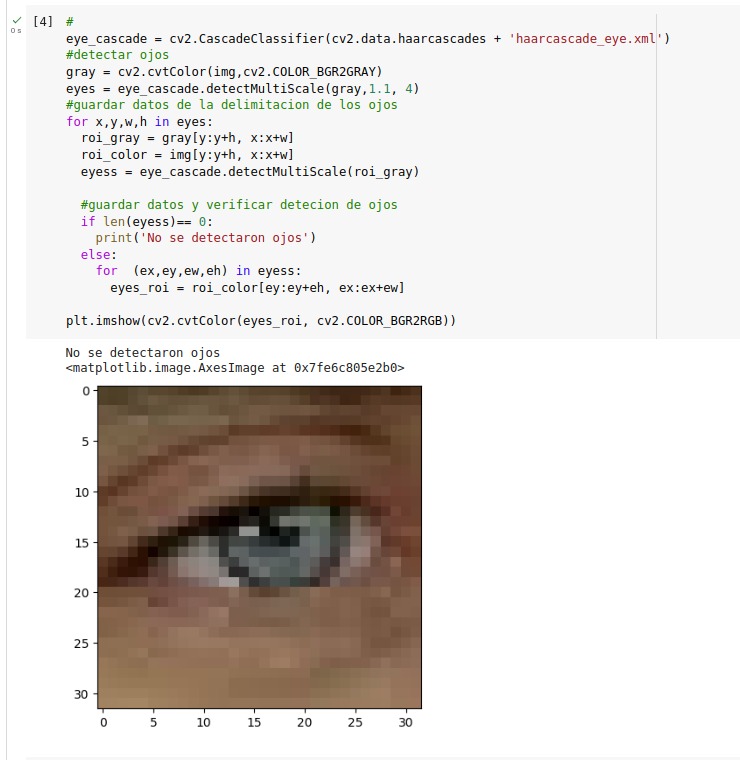 [4] #
0 s
eye_cascade = cv2.CascadeClassifier(cv2.data.haarcascades + 'haarcascade_eye.xml')
#detectar ojos
gray = cv2.cvtColor(img,cv2.COLOR_BGR2GRAY)
eyes = eye_cascade.detectMultiScale(gray,1.1, 4)
#guardar datos de la delimitacion de los ojos
for x,y,w,h in eyes:
  roi_gray = gray[y:y+h, x:x+w]
  roi_color = img[y:y+h, x:x+w]
  eyess = eye_cascade.detectMultiScale(roi_gray)
  #guardar datos y verificar detecion de ojos
  if len(eyess)== 0:
    print('No se detectaron ojos')
  else:
    for  (ex,ey,ew,eh) in eyess:
      eyes_roi = roi_color[ey:ey+eh, ex:ex+ew]
plt.imshow(cv2.cvtColor(eyes_roi, cv2.COLOR_BGR2RGB))
No se detectaron ojos
<matplotlib.image.AxesImage at 0x7fe6c805e2b0>
0
5
10
15
20
25
30
0 5 10 15 20 25 30